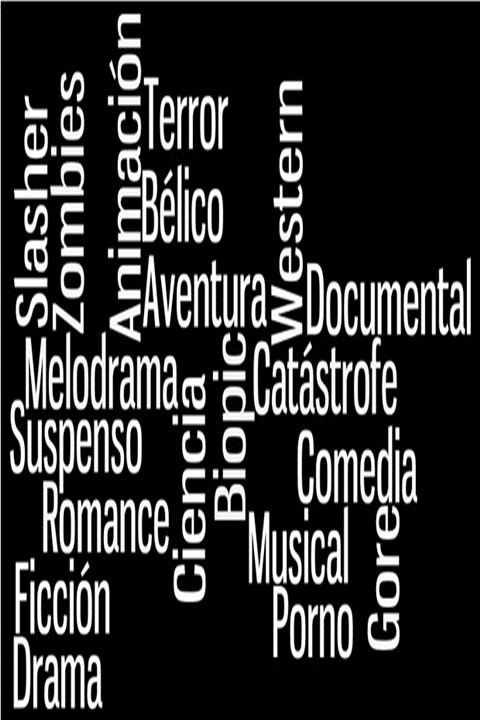 Slasher
Zombies
Animación
Terror
Bélico
Aventura
Western
Documental
Melodrama
Catástrofe
Suspenso
Ciencia
Biopic
Comedia
Romance
Musical
Gore
Ficción
Porno
Drama